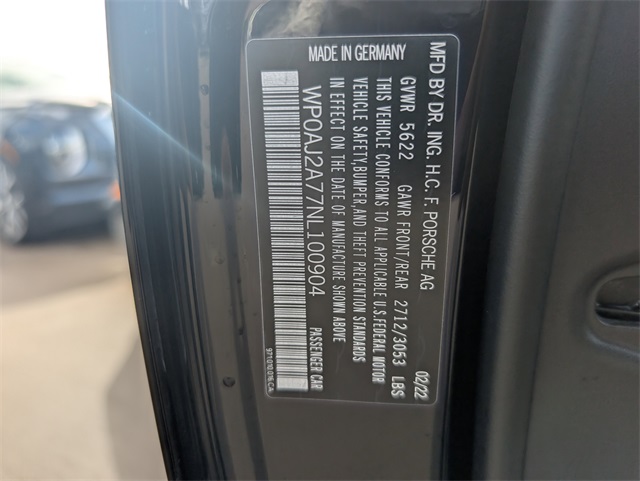 MFD BY DR. ING. H.C. F. PORSCHE AG 02/22
GVWR 5622 GAWR FRONT/REAR 2712/3053 LBS
THIS VEHICLE CONFORMS TO ALL APPLICABLE U.S.FEDERAL MOTOR
VEHICLE SAFETY,BUMPER,AND THEFT PREVENTION STANDARDS
IN EFFECT ON THE DATE OF MANUFACTURE SHOWN ABOVE
WP0AJ2A77NL100904 PASSENGER CAR
MADE IN GERMANY